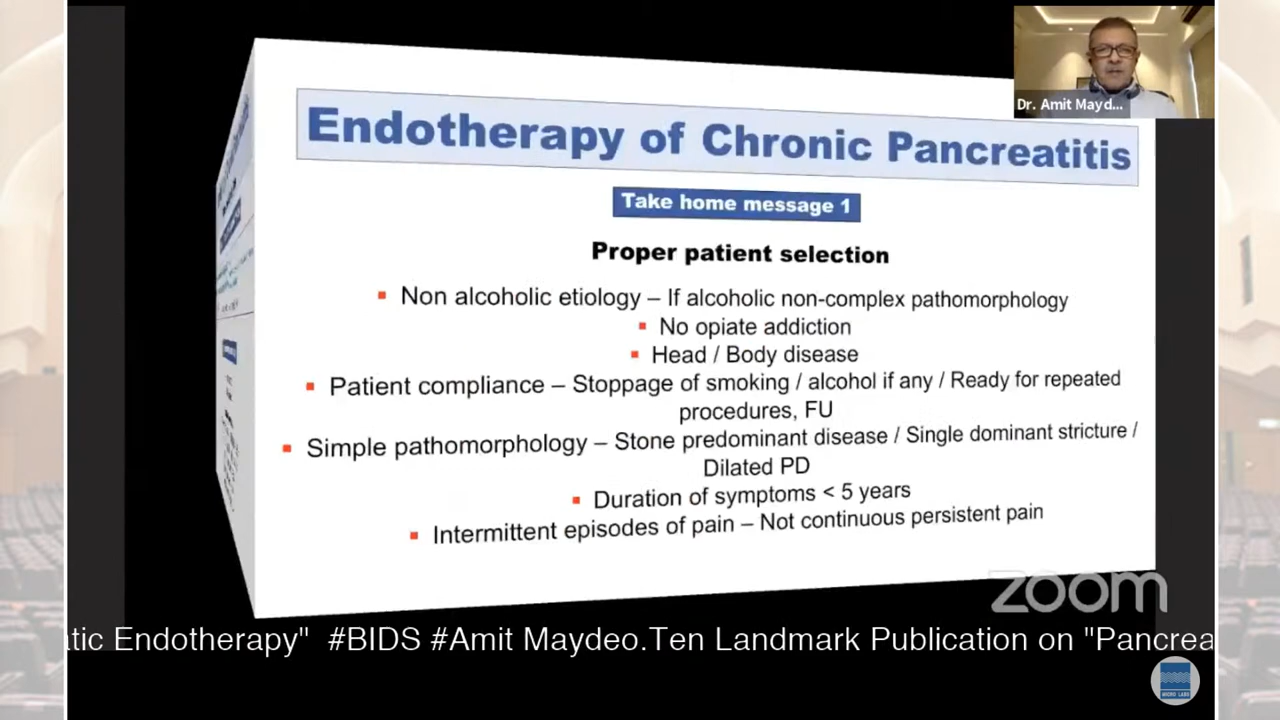 Dr. Amit Mayd...
Endotherapy of Chronic Pancreatitis
Take home message 1
Proper patient selection
▪ Non alcoholic etiology – If alcoholic non-complex pathomorphology
▪ No opiate addiction
▪ Head / Body disease
▪ Patient compliance – Stoppage of smoking / alcohol if any / Ready for repeated
procedures, FU
▪ Simple pathomorphology – Stone predominant disease / Single dominant stricture /
Dilated PD
▪ Duration of symptoms < 5 years
▪ Intermittent episodes of pain – Not continuous persistent pain
zoom
tic Endotherapy" #BIDS #Amit Maydeo.Ten Landmark Publication on "Pancrea
MICRO LABS